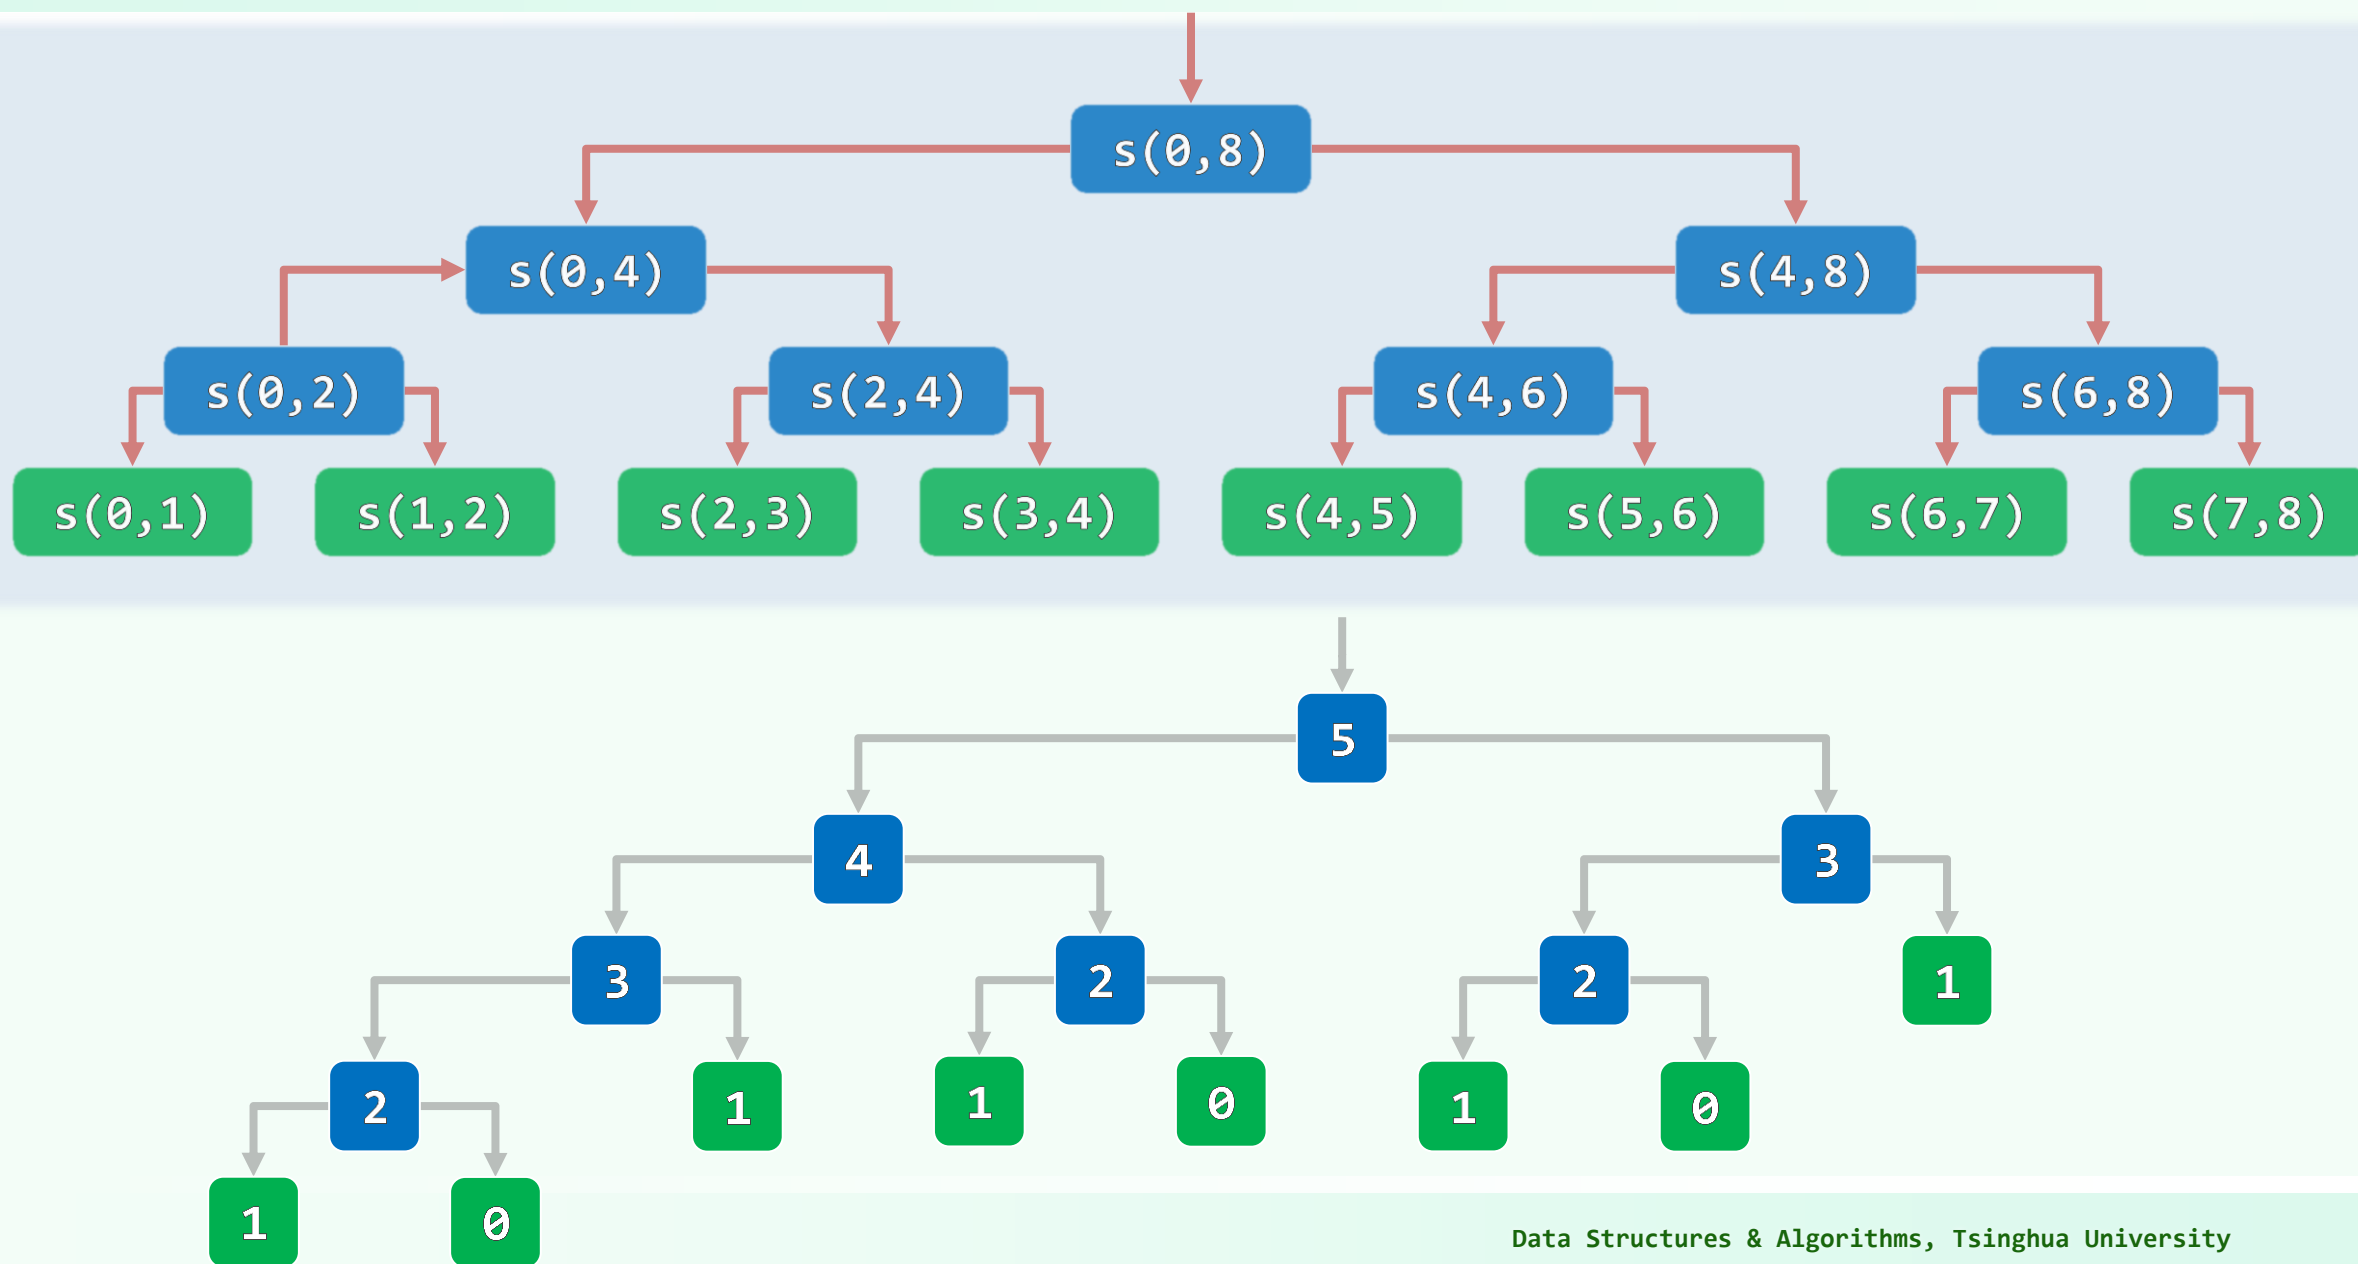 s(0,8)
s(0,4) s(4,8)
s(0,2) s(2,4) s(4,6) s(6,8)
s(0,1) s(1,2) s(2,3) s(3,4) s(4,5) s(5,6) s(6,7) s(7,8)
5
4 3
3 2 2 1
2 1 1 0 1 0
1 0
Data Structures & Algorithms, Tsinghua University